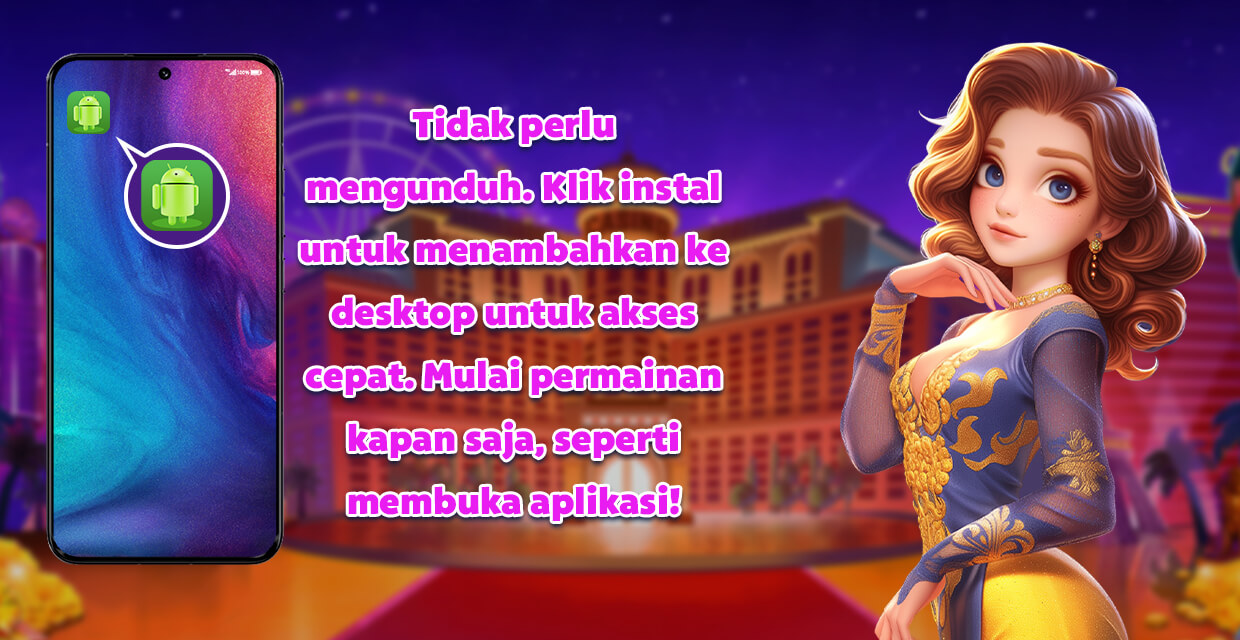 100%
Tidak perlu
mengunduh. Klik instal
untuk menambahkan ke
desktop untuk akses
cepat. Mulai permainan
kapan saja, seperti
membuka aplikasi!